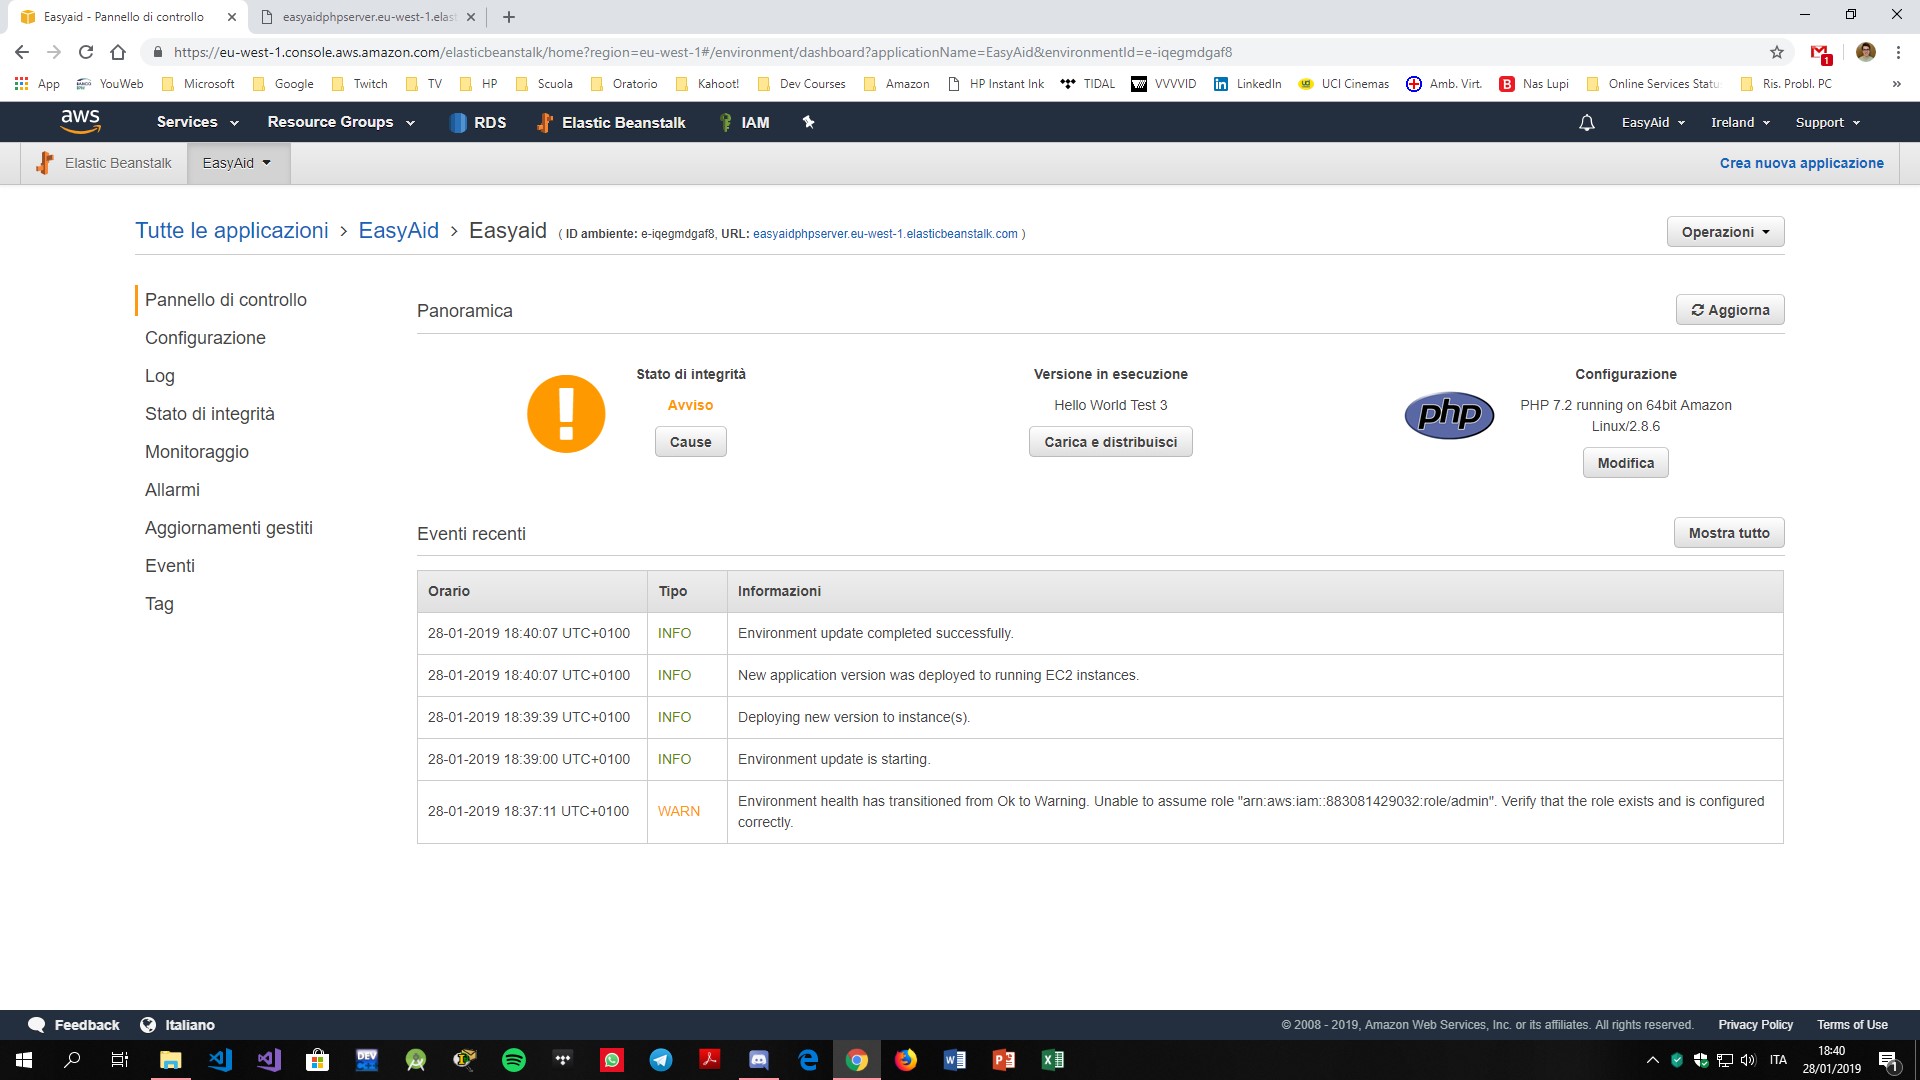 Easyaid - Pannello di controllo
easyaidphpserver.eu-west-1.elast
https://eu-west-1.console.aws.amazon.com/elasticbeanstalk/home?region=eu-west-1#/environment/dashboard?applicationName=EasyAid&environmentId=e-iqegmdgaf8
1
App YouWeb Microsoft Google Twitch TV HP Scuola Oratorio Kahoot! Dev Courses Amazon HP Instant Ink TIDAL VVVVID LinkedIn UCI Cinemas Amb. Virt. Nas Lupi Online Services Statu Ris. Probl. PC »
aws Services Resource Groups RDS Elastic Beanstalk IAM EasyAid Ireland Support
Elastic Beanstalk EasyAid Crea nuova applicazione
Tutte le applicazioni > EasyAid > Easyaid ( ID ambiente: e-iqegmdgaf8, URL: easyaidphpserver.eu-west-1.elasticbeanstalk.com )
Operazioni
Pannello di controllo
Configurazione
Log
Stato di integrità
Monitoraggio
Allarmi
Aggiornamenti gestiti
Eventi
Tag
Panoramica
Aggiorna
Stato di integrità
Avviso
Cause
Versione in esecuzione
Hello World Test 3
Carica e distribuisci
php
Configurazione
PHP 7.2 running on 64bit Amazon
Linux/2.8.6
Modifica
Eventi recenti
Mostra tutto
Orario Tipo Informazioni
28-01-2019 18:40:07 UTC+0100 INFO Environment update completed successfully.
28-01-2019 18:40:07 UTC+0100 INFO New application version was deployed to running EC2 instances.
28-01-2019 18:39:39 UTC+0100 INFO Deploying new version to instance(s).
28-01-2019 18:39:00 UTC+0100 INFO Environment update is starting.
28-01-2019 18:37:11 UTC+0100 WARN Environment health has transitioned from Ok to Warning. Unable to assume role "arn:aws:iam::883081429032:role/admin". Verify that the role exists and is configured
correctly.
Feedback Italiano
© 2008 - 2019, Amazon Web Services, Inc. or its affiliates. All rights reserved. Privacy Policy Terms of Use
DEV
ITA
18:40
28/01/2019
1